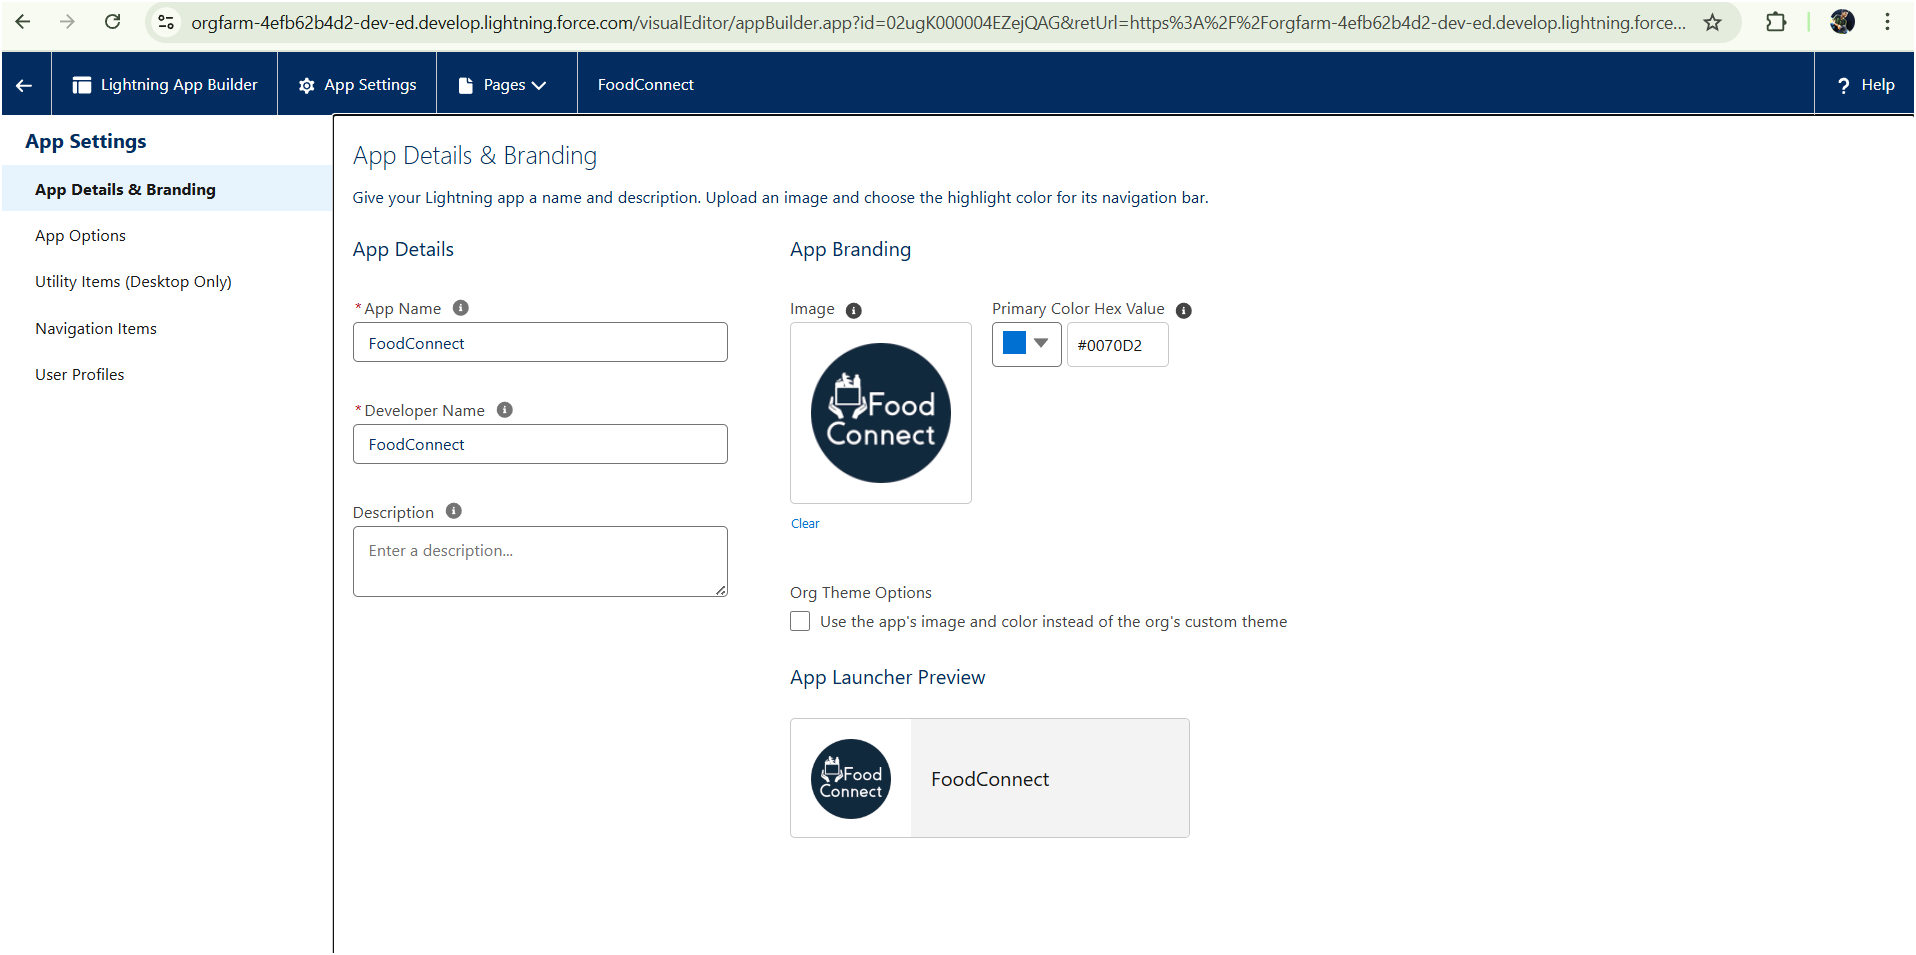 orgfarm-4efb62b4d2-dev-ed.develop.lightning.force.com/visualEditor/appBuilder.app?id=02ugK000004EZejQAG&retUrl=https%3A%2F%2Forgfarm-4efb62b4d2-dev-ed.develop.lightning.force...
Lightning App Builder
App Settings
Pages
FoodConnect
? Help
App Settings
App Details & Branding
App Options
Utility Items (Desktop Only)
Navigation Items
User Profiles
App Details & Branding
Give your Lightning app a name and description. Upload an image and choose the highlight color for its navigation bar.
App Details
*App Name
FoodConnect
*Developer Name
FoodConnect
Description
Enter a description...
App Branding
Image
Food
Connect
Clear
Primary Color Hex Value
#0070D2
Org Theme Options
Use the app's image and color instead of the org's custom theme
App Launcher Preview
Food
Connect
FoodConnect